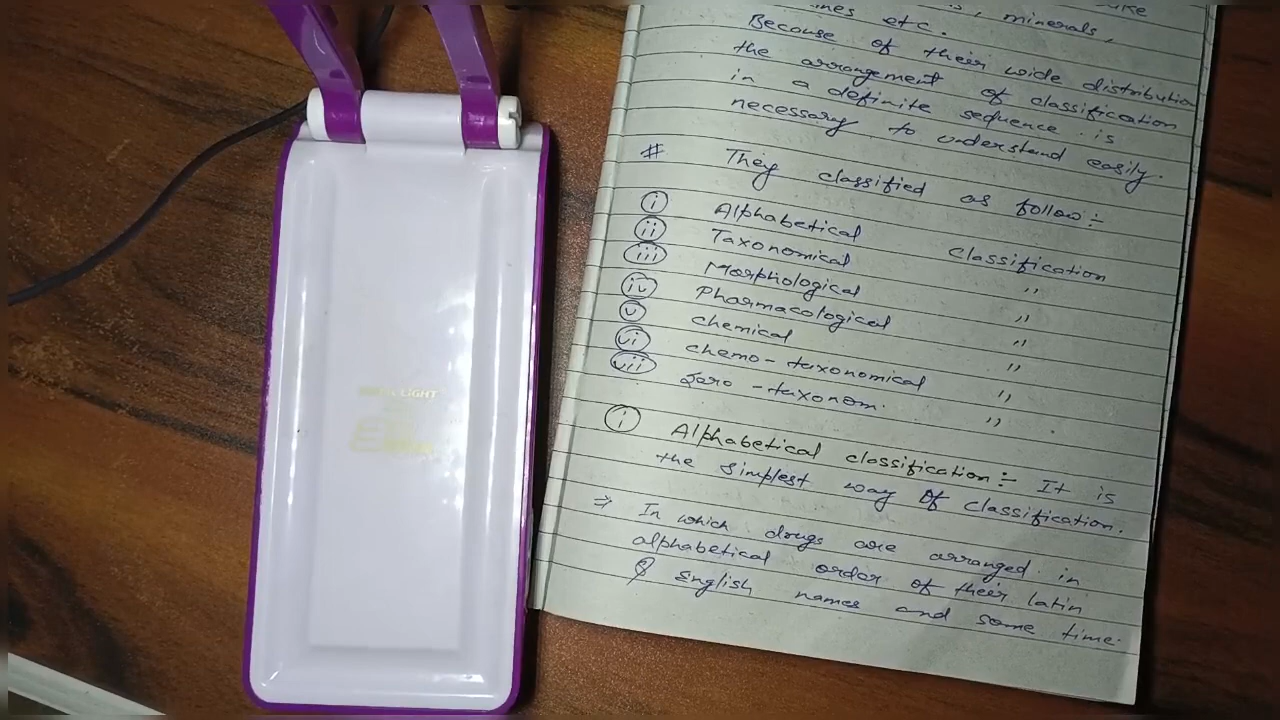 minerals,
etc.
Because of their wide distributio
the arrangement of classification
in a definite sequence is
necessary to understand easily.
# They classified as follow:-
i Alphabetical classification
ii Taxonomical ,,
iii Morphological ,,
iv Pharmacological ,,
v chemical ,,
vi chemo-taxonomical ,,
vii -taxonom. ,,
i Alphabetical classification:- It is
the simplest way of classification.
⇒ In which drugs are arranged in
alphabetical order of their latin
& English names and some time.
LIGHT